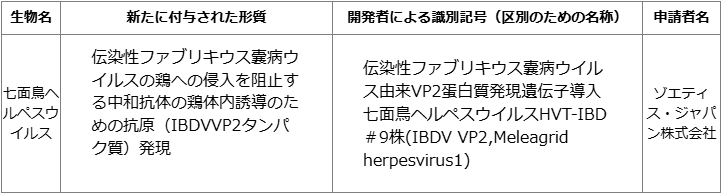 生物名
新たに付与された形質
開発者による識別記号（区別のための名称）
申請者名
七面鳥ヘ
ルペスウ
イルス
伝染性ファブリキウス嚢病ウ
イルスの鶏への侵入を阻止す
る中和抗体の鶏体内誘導のた
めの抗原（IBDVVP2タンパ
ク質）発現
伝染性ファブリキウス嚢病ウイル
ス由来VP2蛋白質発現遺伝子導入
七面鳥ヘルペスウイルスHVT-IBD
＃9株(IBDV VP2,Meleagrid
herpesvirus1)
ゾエティ
ス・ジャパ
ン株式会社